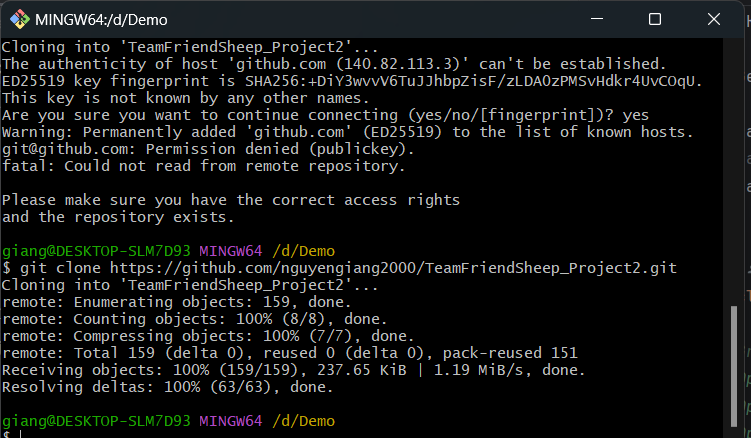 MINGW64:/d/Demo
Cloning into 'TeamFriendSheep_Project2'...
The authenticity of host 'github.com (140.82.113.3)' can't be established.
ED25519 key fingerprint is SHA256:+DiY3wvvV6TuJJhbpZisF/zLDA0zPMSvHdkr4UvCOqU.
This key is not known by any other names.
Are you sure you want to continue connecting (yes/no/[fingerprint])? yes
Warning: Permanently added 'github.com' (ED25519) to the list of known hosts.
git@github.com: Permission denied (publickey).
fatal: Could not read from remote repository.
Please make sure you have the correct access rights
and the repository exists.
giang@DESKTOP-SLM7D93 MINGW64 /d/Demo
$ git clone https://github.com/nguyengiang2000/TeamFriendSheep_Project2.git
Cloning into 'TeamFriendSheep_Project2'...
remote: Enumerating objects: 159, done.
remote: Counting objects: 100% (8/8), done.
remote: Compressing objects: 100% (7/7), done.
remote: Total 159 (delta 0), reused 0 (delta 0), pack-reused 151
Receiving objects: 100% (159/159), 237.65 KiB | 1.19 MiB/s, done.
Resolving deltas: 100% (63/63), done.
giang@DESKTOP-SLM7D93 MINGW64 /d/Demo
$